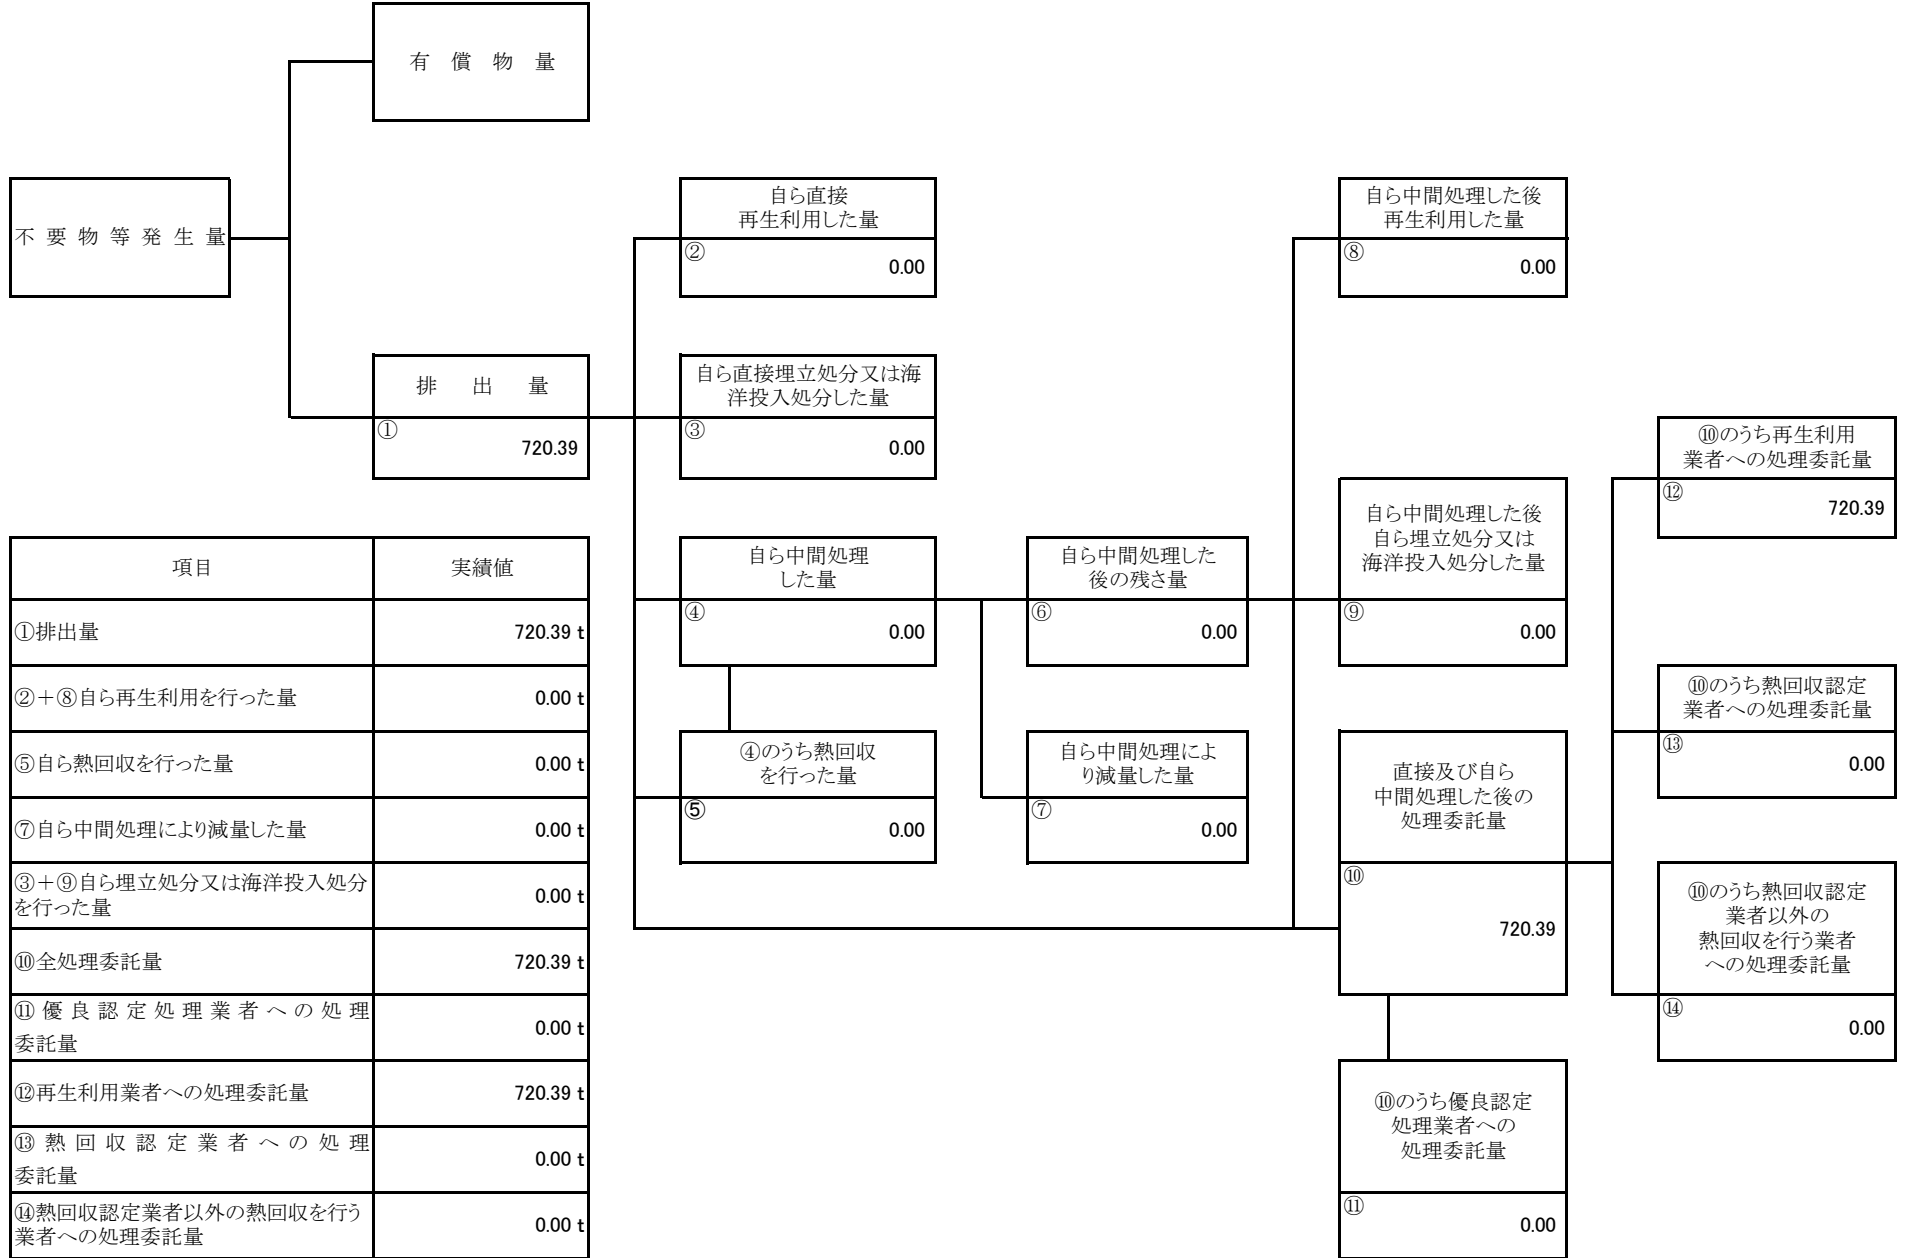 有償物量
不要物等発生量
排出量
①
720.39
自ら直接
再生利用した量
②
0.00
自ら直接埋立処分又は海
洋投入処分した量
③
0.00
自ら中間処理
した量
④
0.00
④のうち熱回収
を行った量
⑤
0.00
自ら中間処理した
後の残さ量
⑥
0.00
自ら中間処理によ
り減量した量
⑦
0.00
自ら中間処理した後
再生利用した量
⑧
0.00
自ら中間処理した後
自ら埋立処分又は
海洋投入処分した量
⑨
0.00
直接及び自ら
中間処理した後の
処理委託量
⑩
720.39
⑩のうち優良認定
処理業者への
処理委託量
⑪
0.00
⑩のうち再生利用
業者への処理委託量
⑫
720.39
⑩のうち熱回収認定
業者への処理委託量
⑬
0.00
⑩のうち熱回収認定
業者以外の
熱回収を行う業者
への処理委託量
⑭
0.00
項目 実績値
①排出量 720.39 t
②+⑧自ら再生利用を行った量 0.00 t
⑤自ら熱回収を行った量 0.00 t
⑦自ら中間処理により減量した量 0.00 t
③+⑨自ら埋立処分又は海洋投入処分
を行った量 0.00 t
⑩全処理委託量 720.39 t
⑪優良認定処理業者への処理
委託量 0.00 t
⑫再生利用業者への処理委託量 720.39 t
⑬熱回収認定業者への処理
委託量 0.00 t
⑭熱回収認定業者以外の熱回収を行う
業者への処理委託量 0.00 t